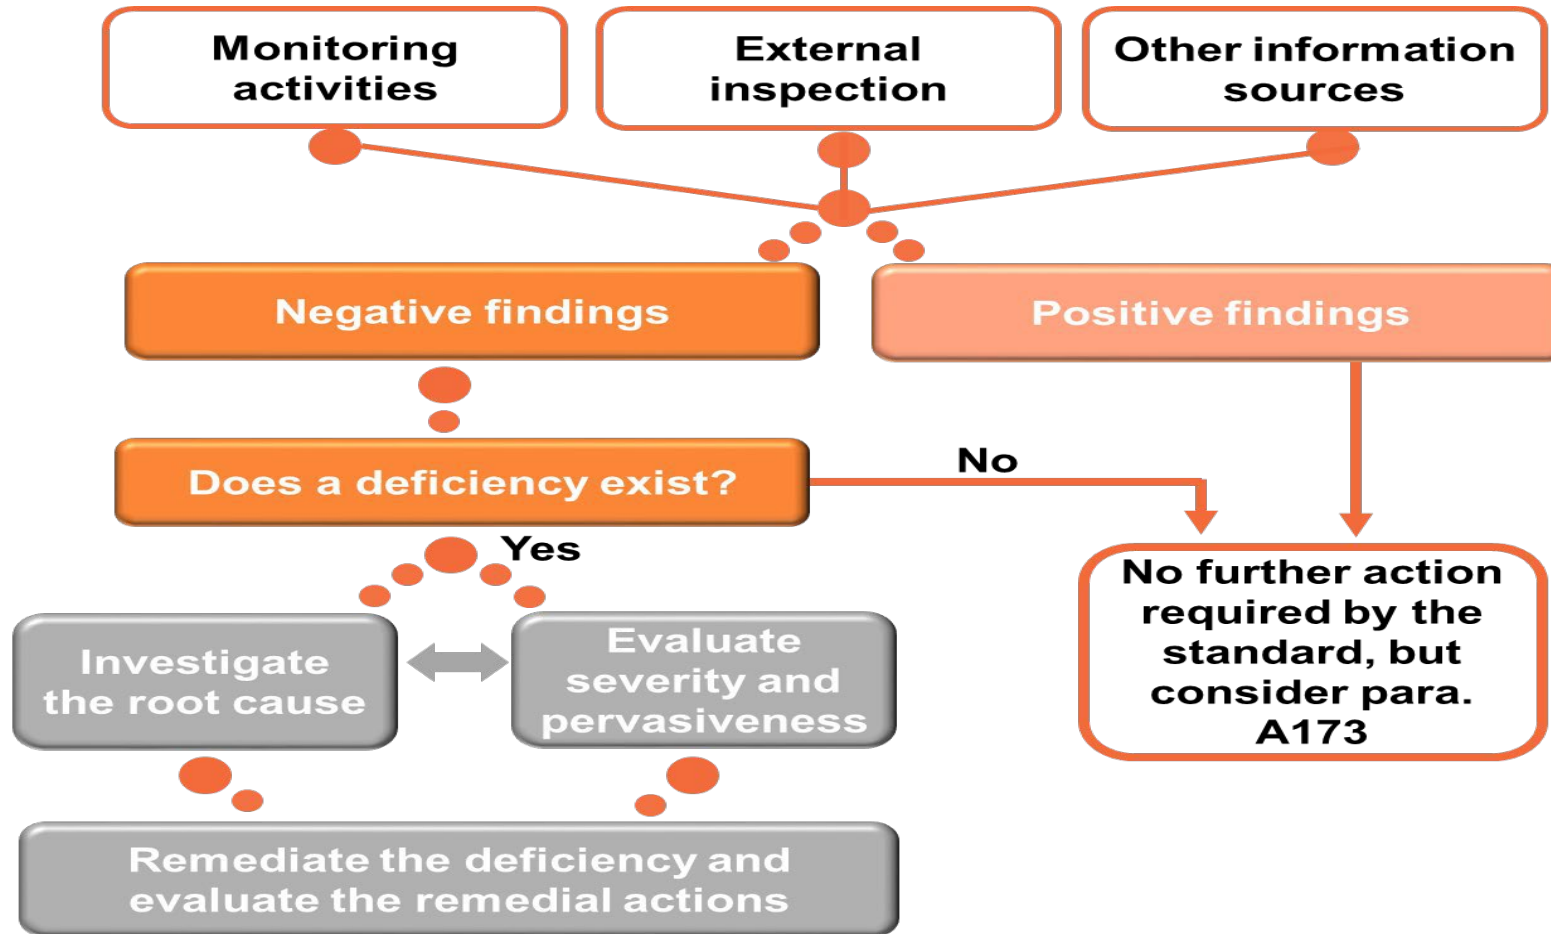 Monitoring
activities
External
inspection
Other information
sources
Negative findings
Positive findings
Does a deficiency exist?
No
Yes
Investigate
the root cause
Evaluate
severity and
pervasiveness
No further action
required by the
standard, but
consider para.
A173
Remediate the deficiency and
evaluate the remedial actions